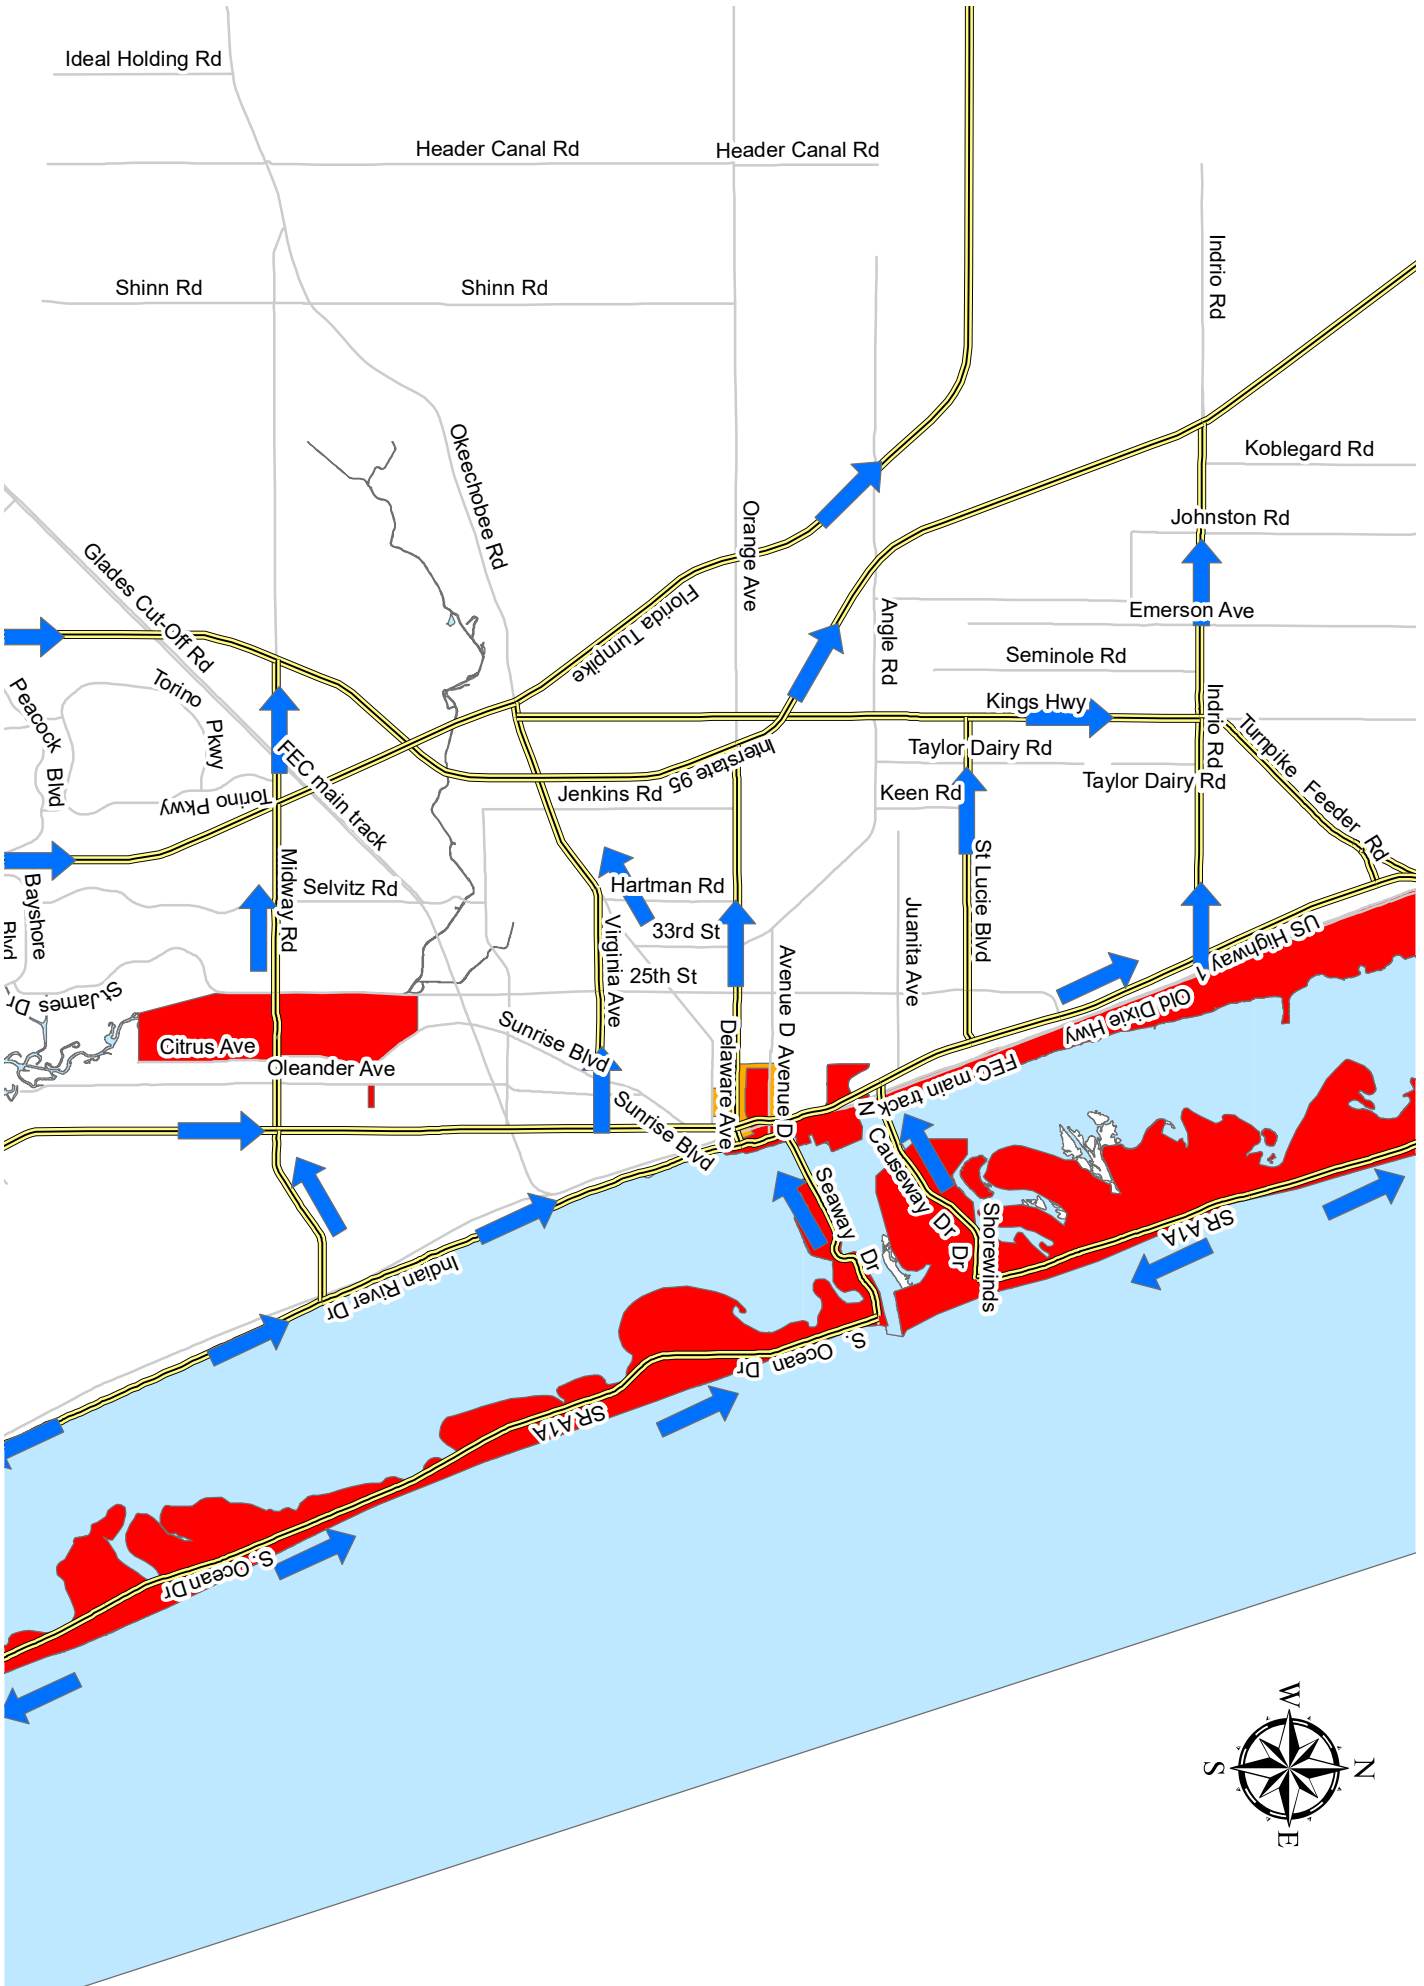 Ideal Holding Rd
Header Canal Rd
Header Canal Rd
Indrio Rd
Shinn Rd
Shinn Rd
Okeechobee Rd
Koblegard Rd
Orange Ave
Johnston Rd
Glades Cut-Off Rd
Florida Turnpike
Angle Rd
Emerson Ave
Seminole Rd
Torino
Pkwy
Peacock
Blvd
Kings Hwy
Indrio Rd
Turnpike Feeder Rd
FEC main track
Interstate 95
Taylor Dairy Rd
Taylor Dairy Rd
Torino Pkwy
Jenkins Rd
Keen Rd
Midway Rd
St Lucie Blvd
Bayshore
Blvd
Selvitz Rd
Hartman Rd
Juanita Ave
Virginia Ave
33rd St
25th St
Avenue D
Avenue D
US Highway 1
St James Dr
Old Dixie Hwy
Citrus Ave
Sunrise Blvd
Delaware Ave
Oleander Ave
FEC main track
Sunrise Blvd
N Causeway Dr
Seaway Dr
Shorewinds
Dr
SR A1A
Indian River Dr
S. Ocean Dr
SR A1A
S. Ocean Dr
W
N
S
E